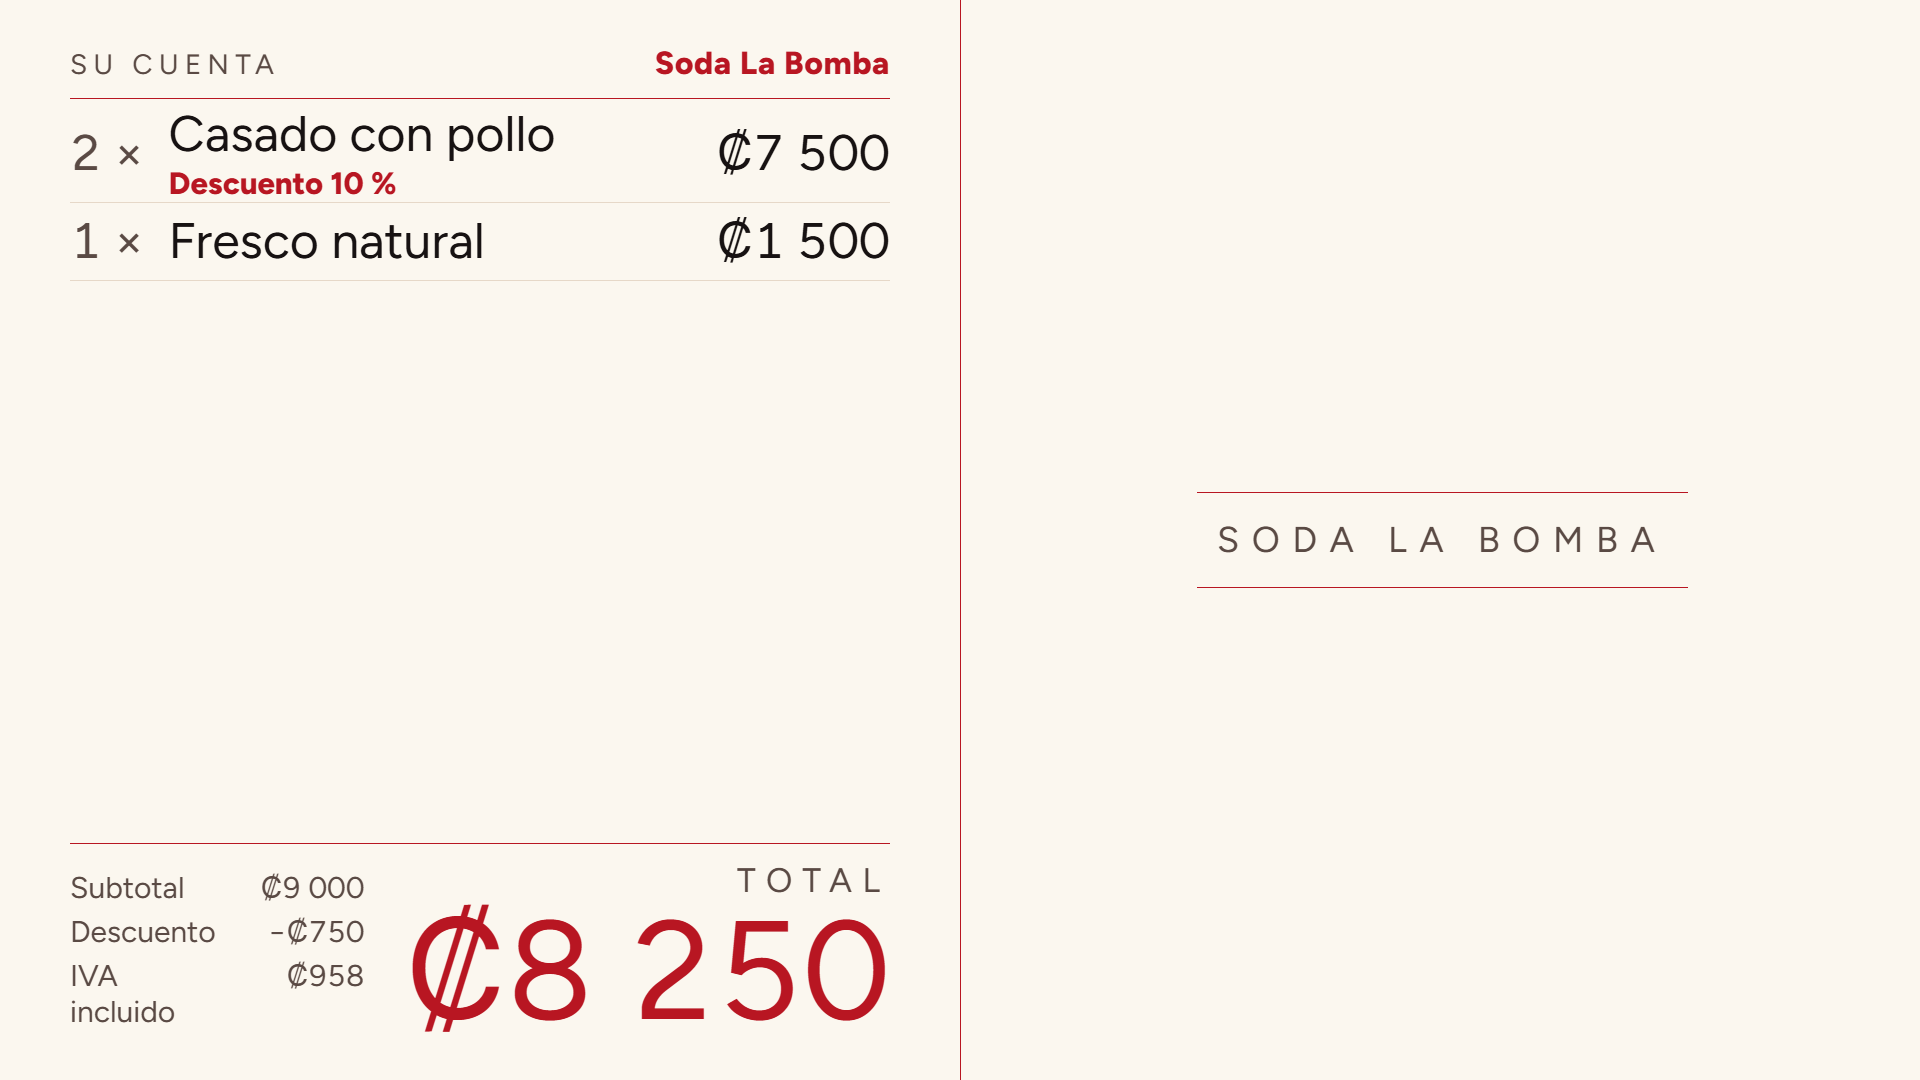 SU CUENTA Soda La Bomba
2 × Casado con pollo ₡7 500
Descuento 10 %
1 × Fresco natural ₡1 500
SODA LA BOMBA
Subtotal ₡9 000
Descuento −₡750
IVA incluido ₡958
TOTAL
₡8 250